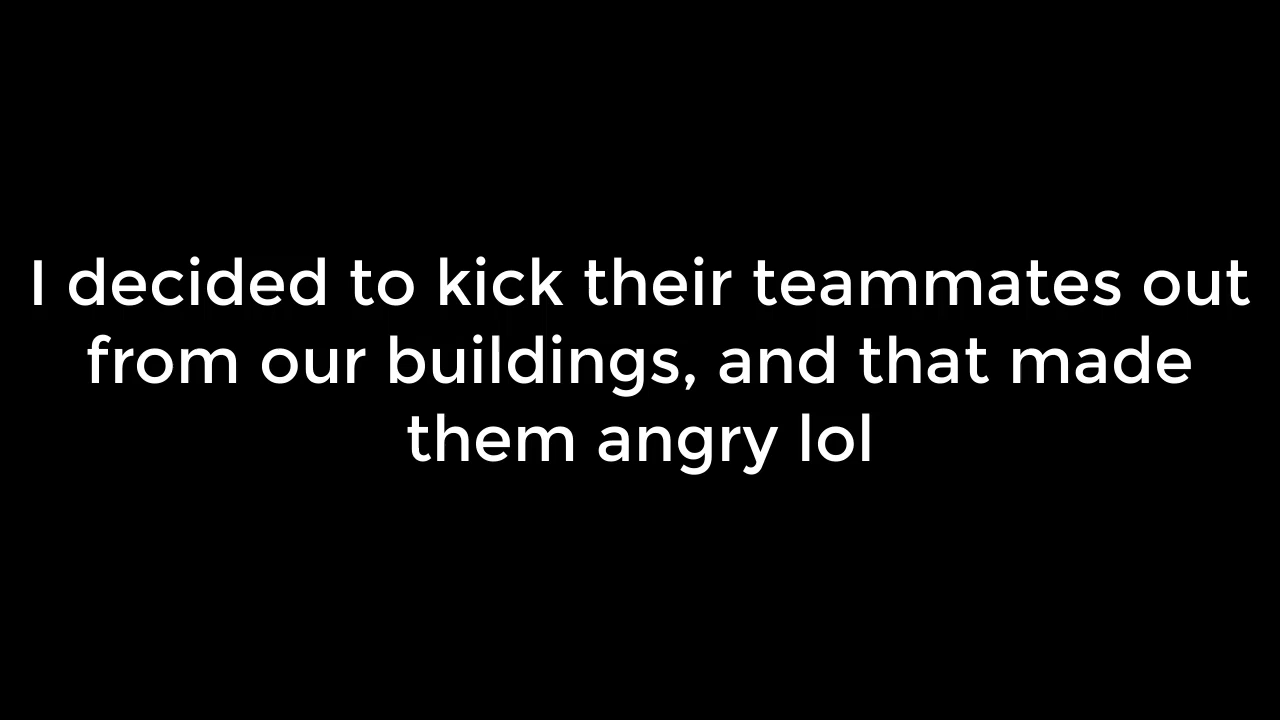 I decided to kick their teammates out
from our buildings, and that made
them angry lol